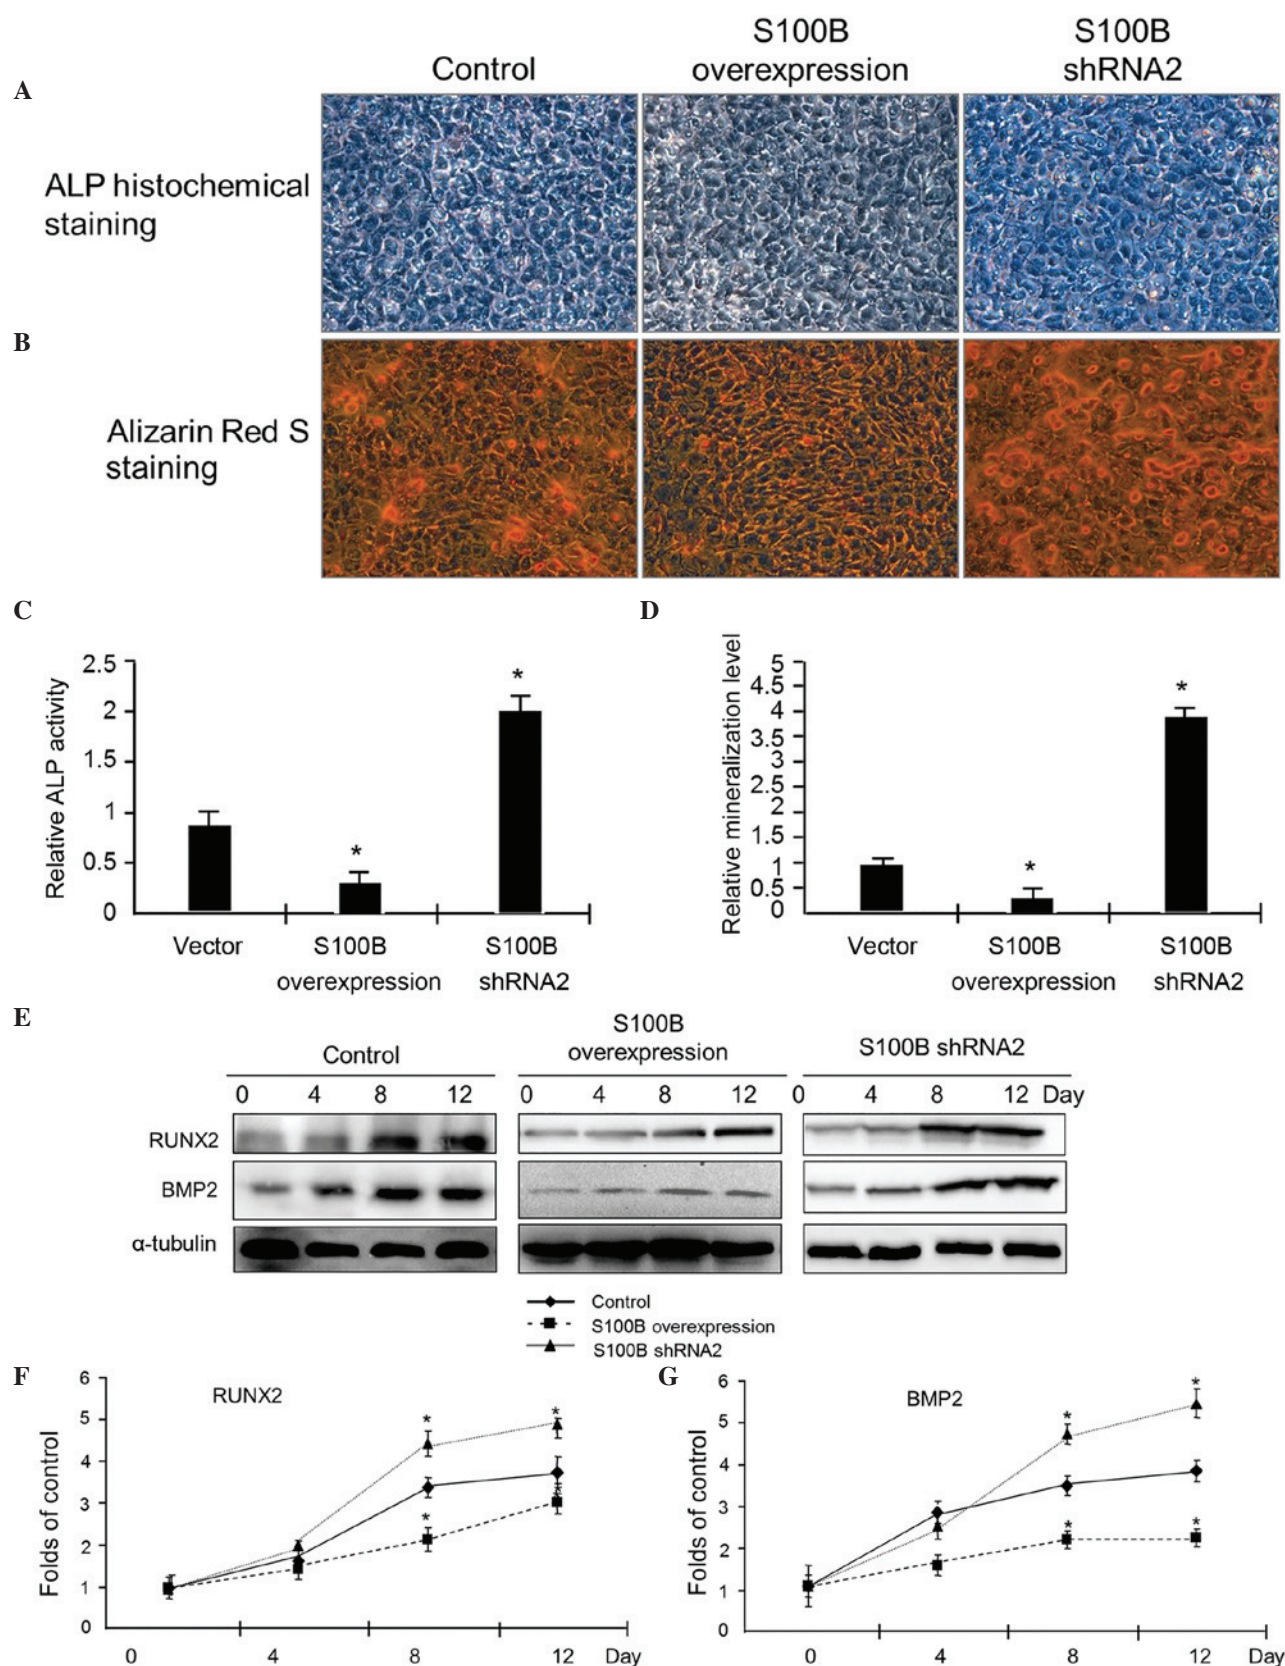 S100B
overexpression
S100B
shRNA2
Control
A
ALP histochemical
staining
B
Alizarin Red S
staining
C
Relative ALP activity
2.5
2
1.5
1
0.5
0
*
*
Vector
S100B
overexpression
S100B
shRNA2
D
Relative mineralization level
5
4.5
4
3.5
3
2.5
2
1.5
1
0.5
0
*
*
Vector
S100B
overexpression
S100B
shRNA2
E
Control
S100B
overexpression
S100B shRNA2
0 4 8 12 0 4 8 12 0 4 8 12 Day
RUNX2
BMP2
α-tubulin
Control
S100B overexpression
S100B shRNA2
F
RUNX2
Folds of control
6
5
4
3
2
1
0
*
*
*
*
0 4 8 12 Day
G
BMP2
Folds of control
6
5
4
3
2
1
0
*
*
*
*
0 4 8 12 Day